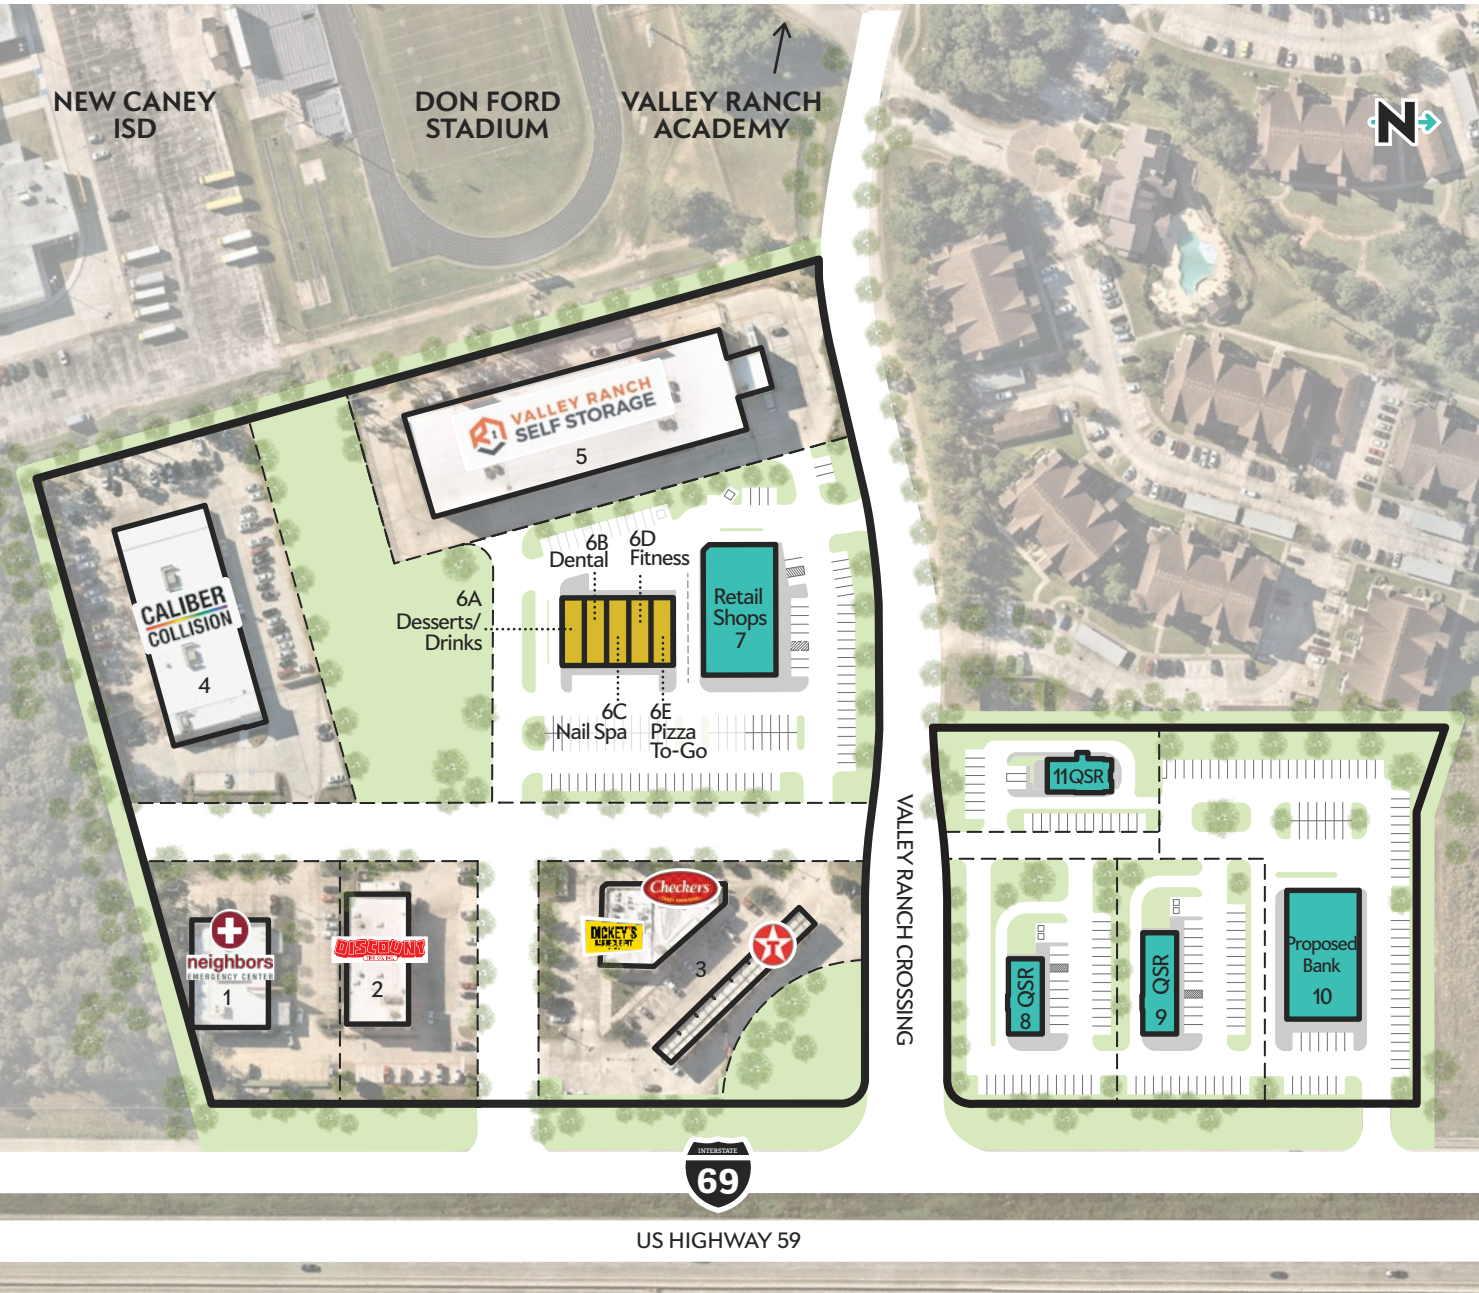 NEW CANEY
ISD
DON FORD
STADIUM
VALLEY RANCH
ACADEMY
N
VALLEY RANCH
SELF STORAGE
5
CALIBER
COLLISION
4
6A
Desserts/
Drinks
6B
Dental
6D
Fitness
6C
Nail Spa
6E
Pizza
To-Go
Retail
Shops
7
11 QSR
VALLEY RANCH CROSSING
neighbors
EMERGENCY CENTER
1
DISCOUNT
2
Checkers
DICKEY'S
T
3
8 QSR
9 QSR
Proposed
Bank
10
INTERSTATE
69
US HIGHWAY 59